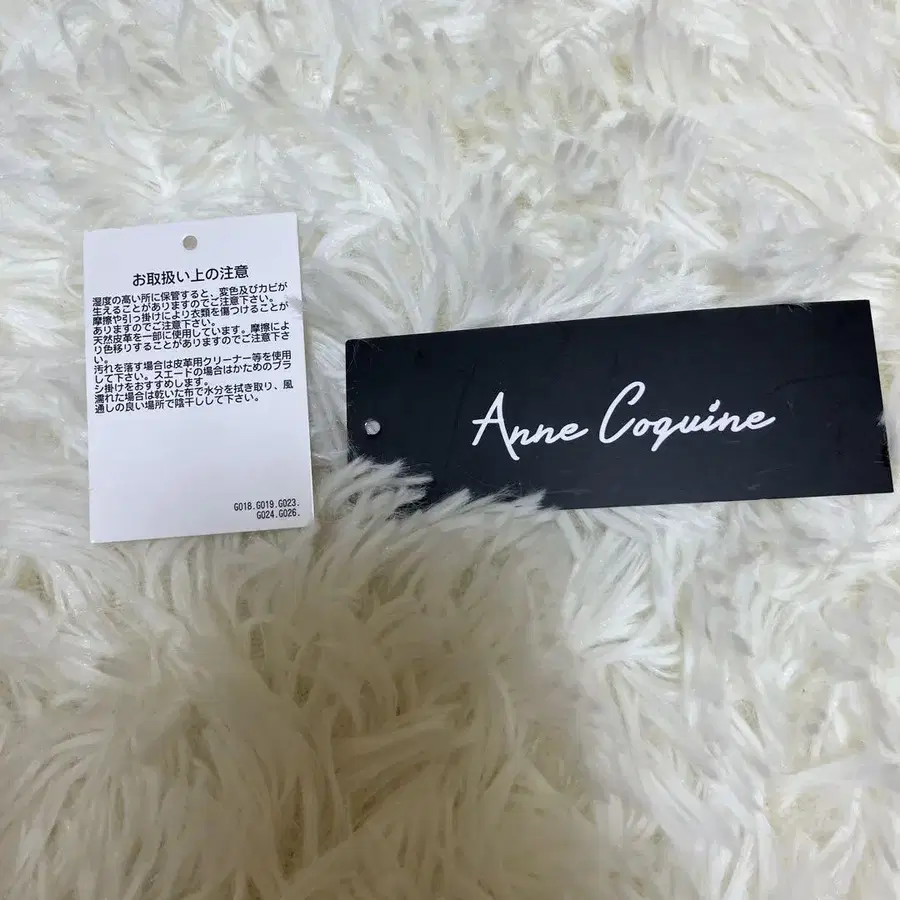 お取扱い上の注意
湿度の高い所に保管すると、変色及びカビが
生えることがありますのでご注意下さい。
摩擦や引っ掛けにより衣類を傷つけることが
ありますのでご注意下さい。
天然皮革を一部に使用しています。摩擦によ
り色移りすることがありますのでご注意下さ
い。
汚れを落す場合は皮革用クリーナー等を使用
して下さい。スエードの場合はかためのブラ
シ掛けをおすすめします。
濡れた場合は乾いた布で水分を拭き取り、風
通しの良い場所で陰干しして下さい。
G018.G019.G023.
G024.G026.
Anne Coquine